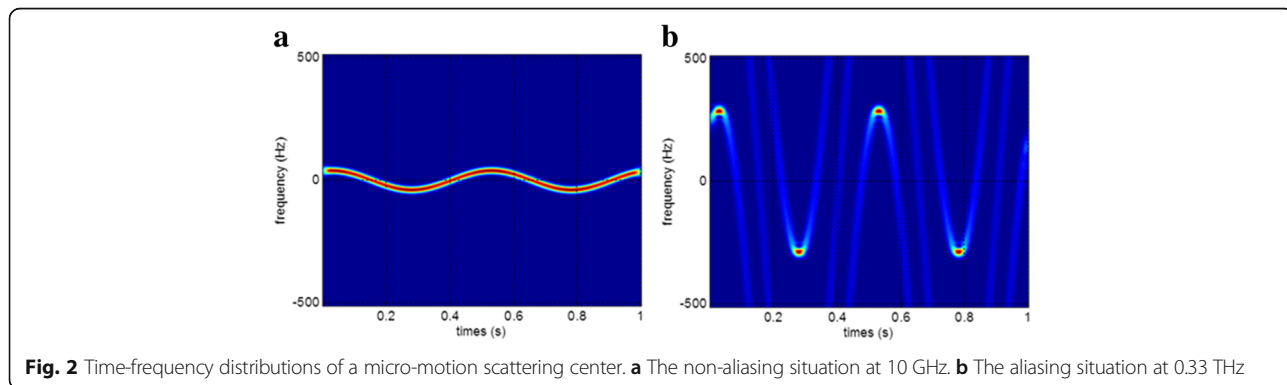 a
500
0
-500
frequency (Hz)
0.2 0.4 0.6 0.8 1
times (s)
b
500
0
-500
frequency (Hz)
0.2 0.4 0.6 0.8 1
times (s)
Fig. 2 Time-frequency distributions of a micro-motion scattering center. a The non-aliasing situation at 10 GHz. b The aliasing situation at 0.33 THz